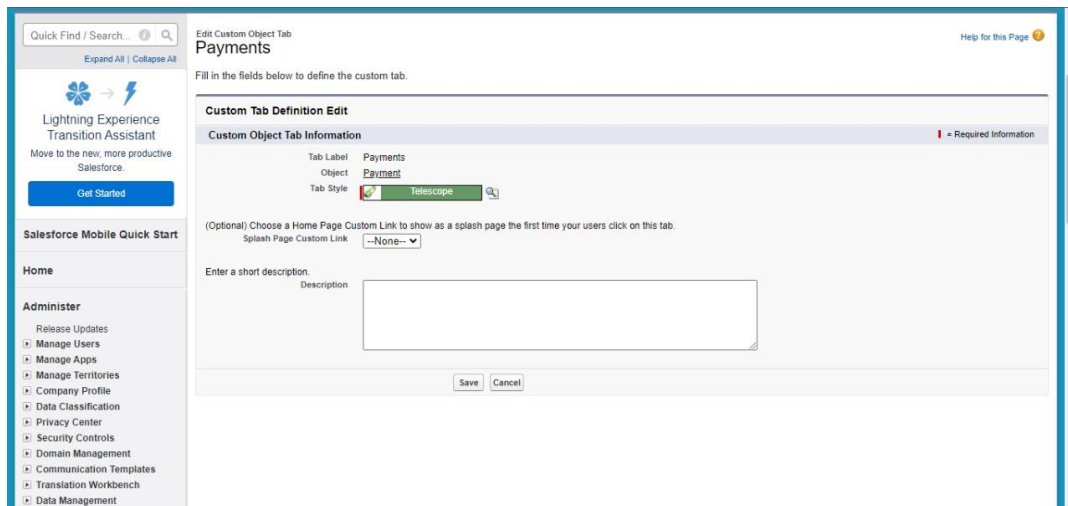 Quick Find / Search...
Expand All | Collapse All
Lightning Experience
Transition Assistant
Move to the new, more productive
Salesforce.
Get Started
Salesforce Mobile Quick Start
Home
Administer
Release Updates
Manage Users
Manage Apps
Manage Territories
Company Profile
Data Classification
Privacy Center
Security Controls
Domain Management
Communication Templates
Translation Workbench
Data Management
Edit Custom Object Tab
Payments
Help for this Page
Fill in the fields below to define the custom tab.
Custom Tab Definition Edit
Custom Object Tab Information
= Required Information
Tab Label Payments
Object Payment
Tab Style Telescope
(Optional) Choose a Home Page Custom Link to show as a splash page the first time your users click on this tab.
Splash Page Custom Link --None--
Enter a short description.
Description
Save Cancel